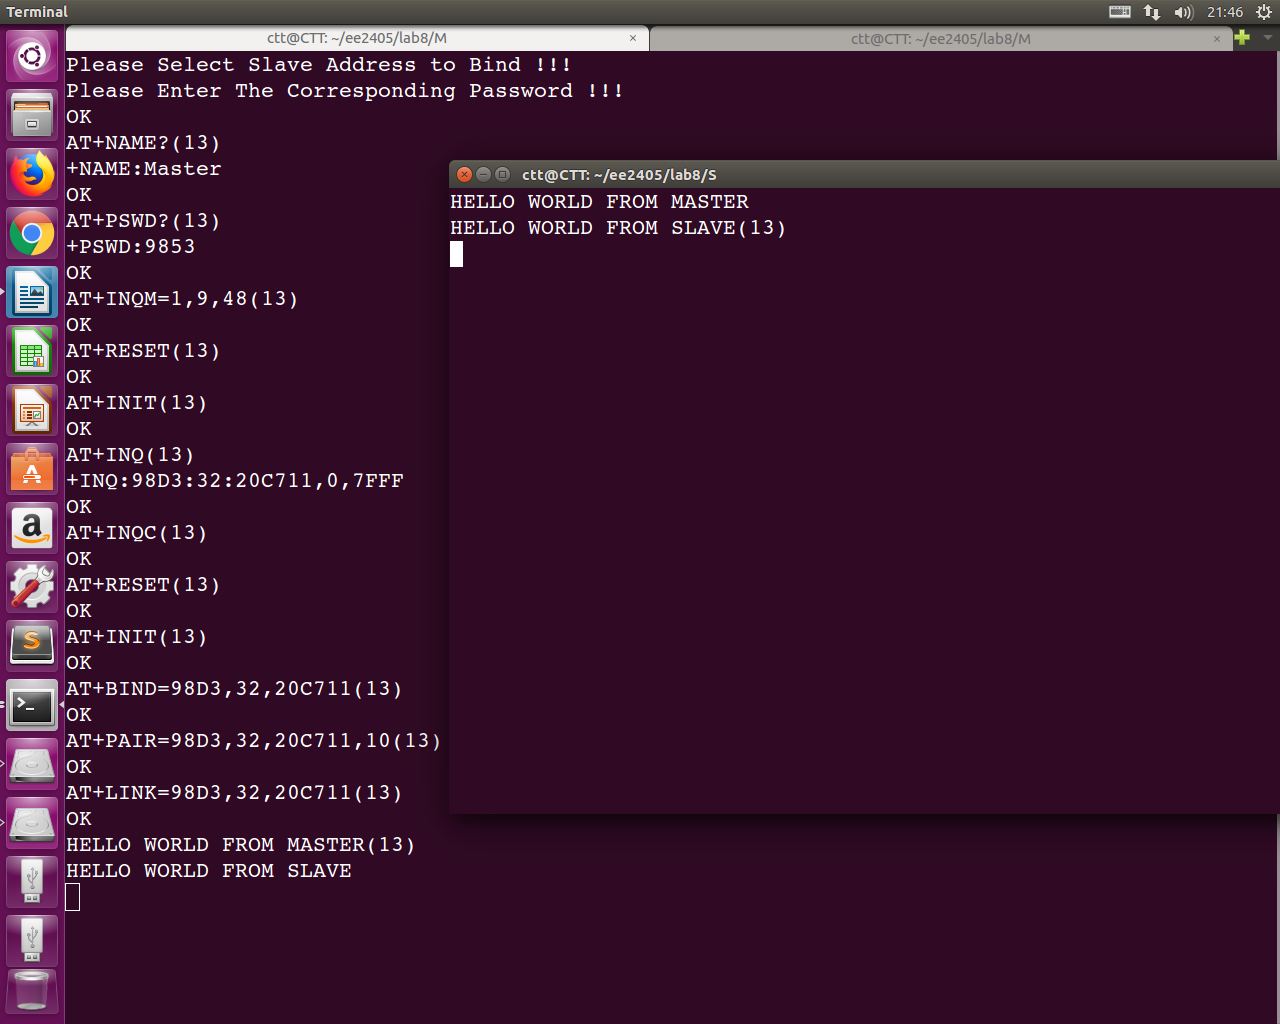 Terminal
21:46
ctt@CTT: ~/ee2405/lab8/M
ctt@CTT: ~/ee2405/lab8/M
Please Select Slave Address to Bind !!!
Please Enter The Corresponding Password !!!
OK
AT+NAME?(13)
+NAME:Master
OK
AT+PSWD?(13)
+PSWD:9853
OK
AT+INQM=1,9,48(13)
OK
AT+RESET(13)
OK
AT+INIT(13)
OK
AT+INQ(13)
+INQ:98D3:32:20C711,0,7FFF
OK
AT+INQC(13)
OK
AT+RESET(13)
OK
AT+INIT(13)
OK
AT+BIND=98D3,32,20C711(13)
OK
AT+PAIR=98D3,32,20C711,10(13)
OK
AT+LINK=98D3,32,20C711(13)
OK
HELLO WORLD FROM MASTER(13)
HELLO WORLD FROM SLAVE
ctt@CTT: ~/ee2405/lab8/S
HELLO WORLD FROM MASTER
HELLO WORLD FROM SLAVE(13)